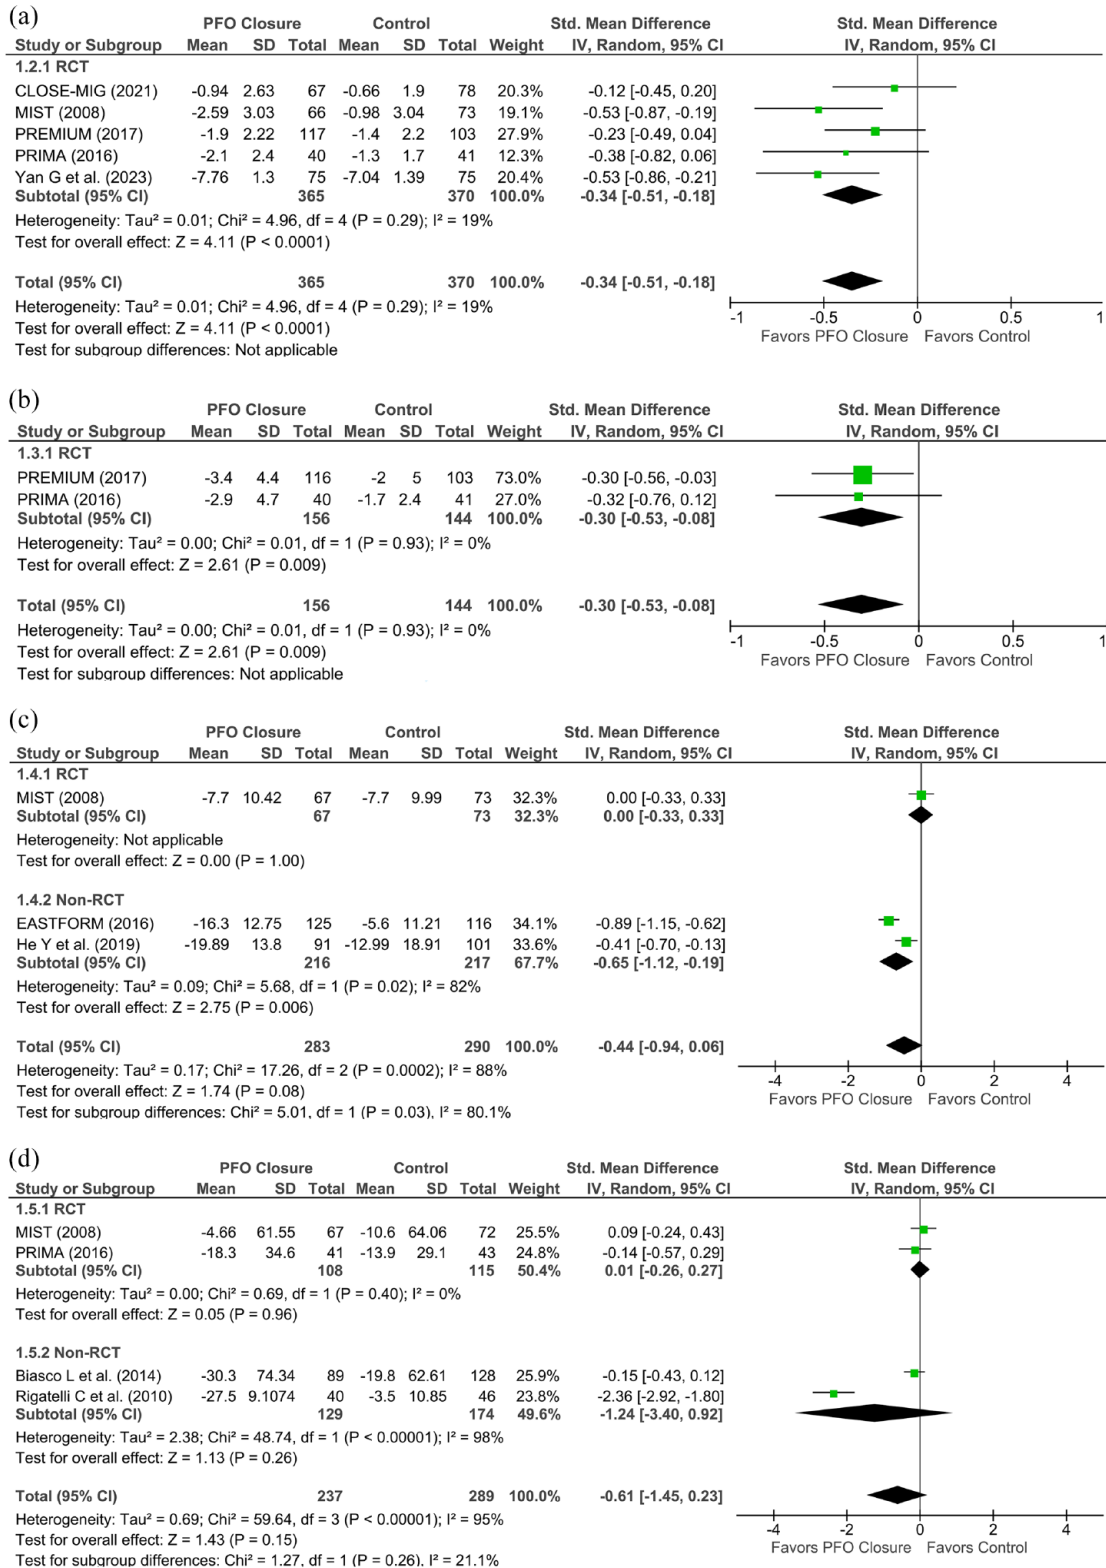 (a)
PFO Closure Control Std. Mean Difference Std. Mean Difference
Study or Subgroup Mean SD Total Mean SD Total Weight IV, Random, 95% CI IV, Random, 95% CI
1.2.1 RCT
CLOSE-MIG (2021) -0.94 2.63 67 -0.66 1.9 78 20.3% -0.12 [-0.45, 0.20]
MIST (2008) -2.59 3.03 66 -0.98 3.04 73 19.1% -0.53 [-0.87, -0.19]
PREMIUM (2017) -1.9 2.22 117 -1.4 2.2 103 27.9% -0.23 [-0.49, 0.04]
PRIMA (2016) -2.1 2.4 40 -1.3 1.7 41 12.3% -0.38 [-0.82, 0.06]
Yan G et al. (2023) -7.76 1.3 75 -7.04 1.39 75 20.4% -0.53 [-0.86, -0.21]
Subtotal (95% CI) 365 370 100.0% -0.34 [-0.51, -0.18]
Heterogeneity: Tau² = 0.01; Chi² = 4.96, df = 4 (P = 0.29); I² = 19%
Test for overall effect: Z = 4.11 (P < 0.0001)
Total (95% CI) 365 370 100.0% -0.34 [-0.51, -0.18]
Heterogeneity: Tau² = 0.01; Chi² = 4.96, df = 4 (P = 0.29); I² = 19%
Test for overall effect: Z = 4.11 (P < 0.0001)
Test for subgroup differences: Not applicable
-1 -0.5 0 0.5 1
Favors PFO Closure Favors Control
(b)
PFO Closure Control Std. Mean Difference Std. Mean Difference
Study or Subgroup Mean SD Total Mean SD Total Weight IV, Random, 95% CI IV, Random, 95% CI
1.3.1 RCT
PREMIUM (2017) -3.4 4.4 116 -2 5 103 73.0% -0.30 [-0.56, -0.03]
PRIMA (2016) -2.9 4.7 40 -1.7 2.4 41 27.0% -0.32 [-0.76, 0.12]
Subtotal (95% CI) 156 144 100.0% -0.30 [-0.53, -0.08]
Heterogeneity: Tau² = 0.00; Chi² = 0.01, df = 1 (P = 0.93); I² = 0%
Test for overall effect: Z = 2.61 (P = 0.009)
Total (95% CI) 156 144 100.0% -0.30 [-0.53, -0.08]
Heterogeneity: Tau² = 0.00; Chi² = 0.01, df = 1 (P = 0.93); I² = 0%
Test for overall effect: Z = 2.61 (P = 0.009)
Test for subgroup differences: Not applicable
-1 -0.5 0 0.5 1
Favors PFO Closure Favors Control
(c)
PFO Closure Control Std. Mean Difference Std. Mean Difference
Study or Subgroup Mean SD Total Mean SD Total Weight IV, Random, 95% CI IV, Random, 95% CI
1.4.1 RCT
MIST (2008) -7.7 10.42 67 -7.7 9.99 73 32.3% 0.00 [-0.33, 0.33]
Subtotal (95% CI) 67 73 32.3% 0.00 [-0.33, 0.33]
Heterogeneity: Not applicable
Test for overall effect: Z = 0.00 (P = 1.00)
1.4.2 Non-RCT
EASTFORM (2016) -16.3 12.75 125 -5.6 11.21 116 34.1% -0.89 [-1.15, -0.62]
He Y et al. (2019) -19.89 13.8 91 -12.99 18.91 101 33.6% -0.41 [-0.70, -0.13]
Subtotal (95% CI) 216 217 67.7% -0.65 [-1.12, -0.19]
Heterogeneity: Tau² = 0.09; Chi² = 5.68, df = 1 (P = 0.02); I² = 82%
Test for overall effect: Z = 2.75 (P = 0.006)
Total (95% CI) 283 290 100.0% -0.44 [-0.94, 0.06]
Heterogeneity: Tau² = 0.17; Chi² = 17.26, df = 2 (P = 0.0002); I² = 88%
Test for overall effect: Z = 1.74 (P = 0.08)
Test for subgroup differences: Chi² = 5.01, df = 1 (P = 0.03), I² = 80.1%
-4 -2 0 2 4
Favors PFO Closure Favors Control
(d)
PFO Closure Control Std. Mean Difference Std. Mean Difference
Study or Subgroup Mean SD Total Mean SD Total Weight IV, Random, 95% CI IV, Random, 95% CI
1.5.1 RCT
MIST (2008) -4.66 61.55 67 -10.6 64.06 72 25.5% 0.09 [-0.24, 0.43]
PRIMA (2016) -18.3 34.6 41 -13.9 29.1 43 24.8% -0.14 [-0.57, 0.29]
Subtotal (95% CI) 108 115 50.4% 0.01 [-0.26, 0.27]
Heterogeneity: Tau² = 0.00; Chi² = 0.69, df = 1 (P = 0.40); I² = 0%
Test for overall effect: Z = 0.05 (P = 0.96)
1.5.2 Non-RCT
Biasco L et al. (2014) -30.3 74.34 89 -19.8 62.61 128 25.9% -0.15 [-0.43, 0.12]
Rigatelli C et al. (2010) -27.5 9.1074 40 -3.5 10.85 46 23.8% -2.36 [-2.92, -1.80]
Subtotal (95% CI) 129 174 49.6% -1.24 [-3.40, 0.92]
Heterogeneity: Tau² = 2.38; Chi² = 48.74, df = 1 (P < 0.00001); I² = 98%
Test for overall effect: Z = 1.13 (P = 0.26)
Total (95% CI) 237 289 100.0% -0.61 [-1.45, 0.23]
Heterogeneity: Tau² = 0.69; Chi² = 59.64, df = 3 (P < 0.00001); I² = 95%
Test for overall effect: Z = 1.43 (P = 0.15)
Test for subgroup differences: Chi² = 1.27, df = 1 (P = 0.26), I² = 21.1%
-4 -2 0 2 4
Favors PFO Closure Favors Control